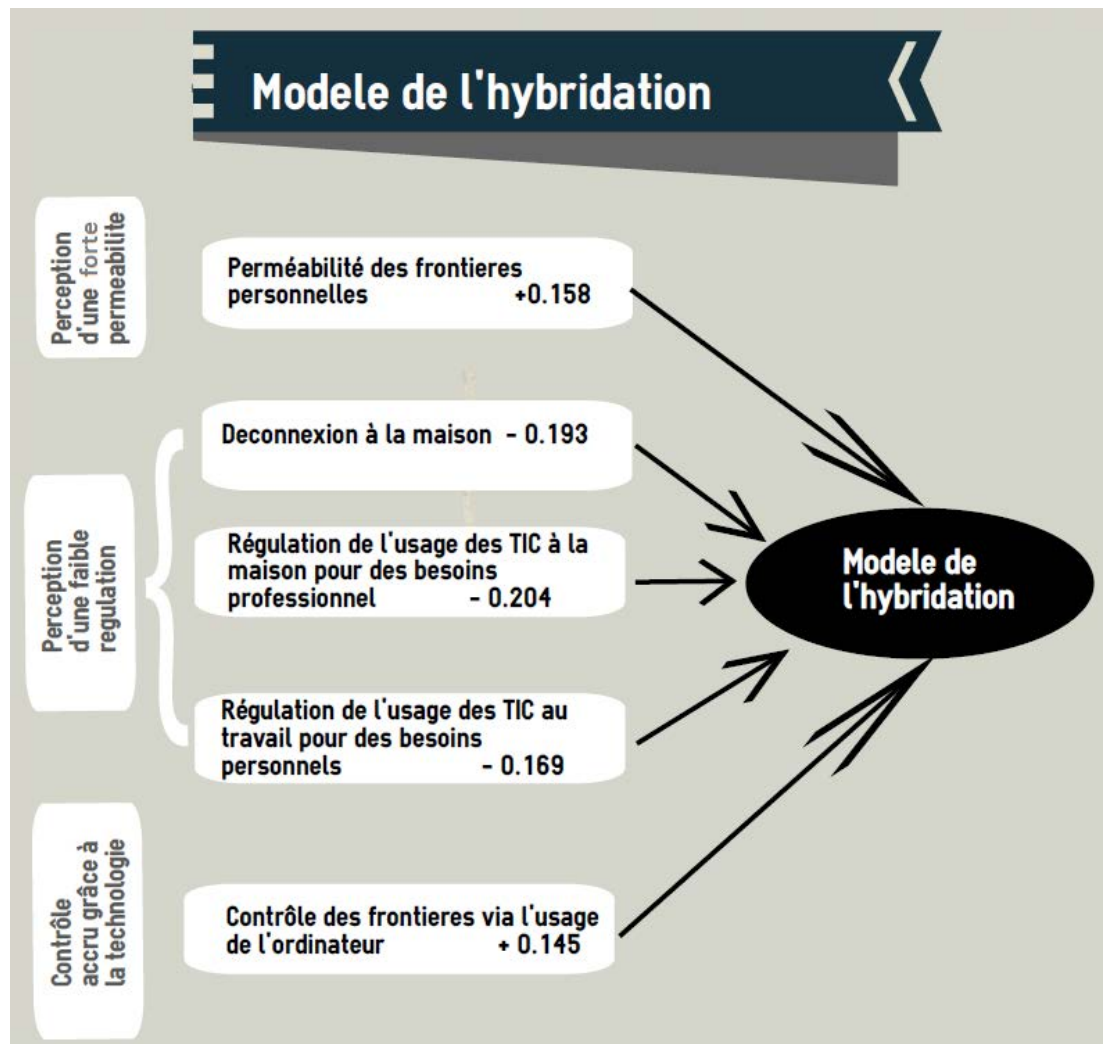 Modele de l'hybridation
Perception
d'une forte
permeabilite
Perméabilité des frontieres
personnelles +0.158
Perception
d'une faible
regulation
Deconnexion à la maison - 0.193
Régulation de l'usage des TIC à la
maison pour des besoins
professionnel - 0.204
Régulation de l'usage des TIC au
travail pour des besoins
personnels - 0.169
Contrôle
accru grâce à
la technologie
Contrôle des frontieres via l'usage
de l'ordinateur + 0.145
Modele de
l'hybridation